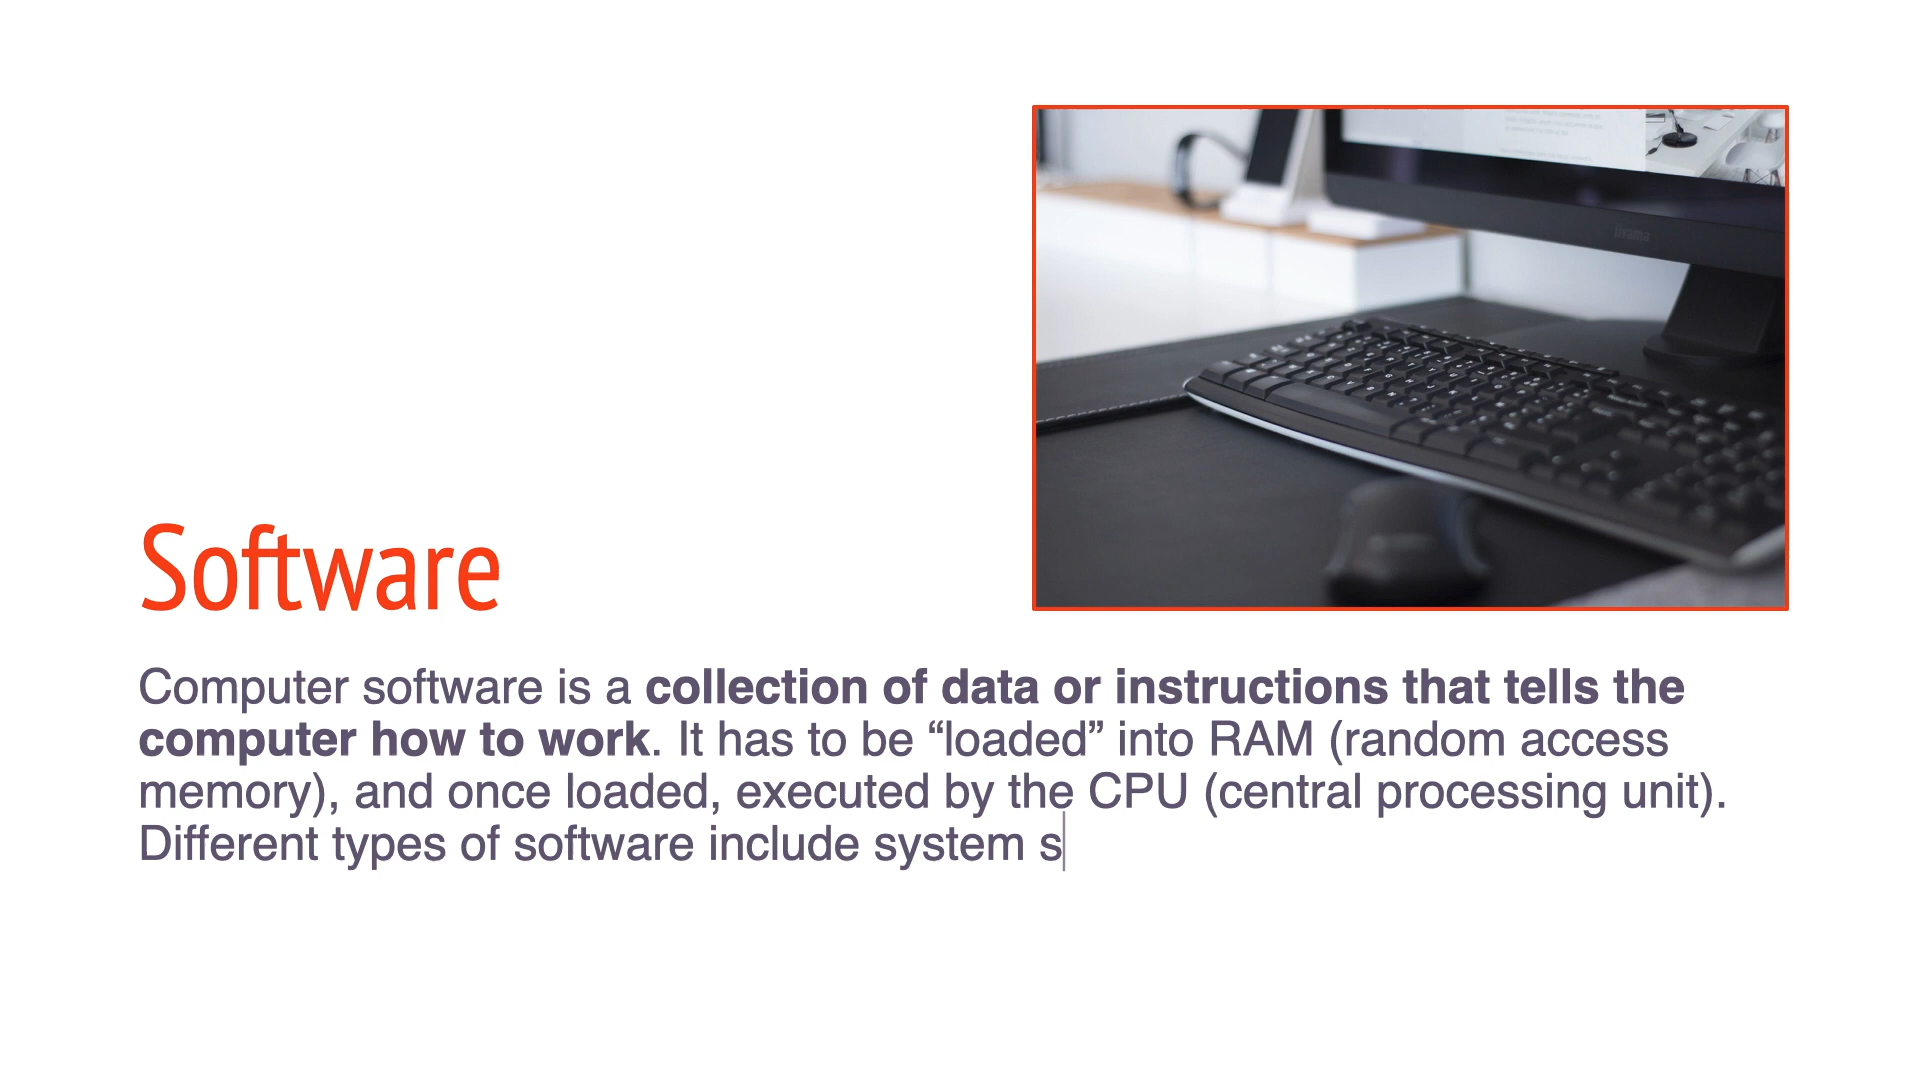 Software
Computer software is a collection of data or instructions that tells the
computer how to work. It has to be “loaded” into RAM (random access
memory), and once loaded, executed by the CPU (central processing unit).
Different types of software include system s
iiyama